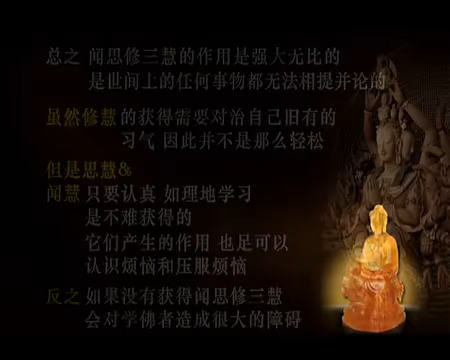 总之 闻思修三慧的作用是强大无比的
是世间上的任何事物都无法相提并论的
虽然修慧的获得需要对治自己旧有的
习气 因此并不是那么轻松
但是思慧&
闻慧 只要认真 如理地学习
是不难获得的
它们产生的作用 也足可以
认识烦恼和压服烦恼
反之 如果没有获得闻思修三慧
会对学佛者造成很大的障碍